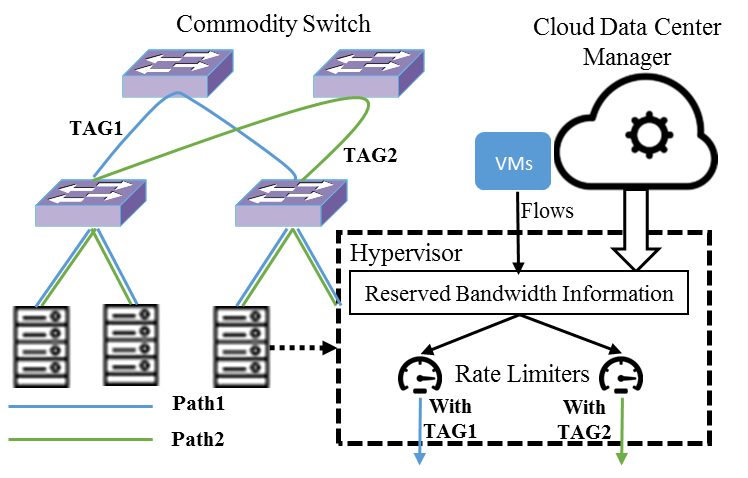 Commodity Switch
Cloud Data Center
Manager
TAG1
TAG2
VMs
Flows
Hypervisor
Reserved Bandwidth Information
Rate Limiters
With
TAG1
With
TAG2
Path1
Path2